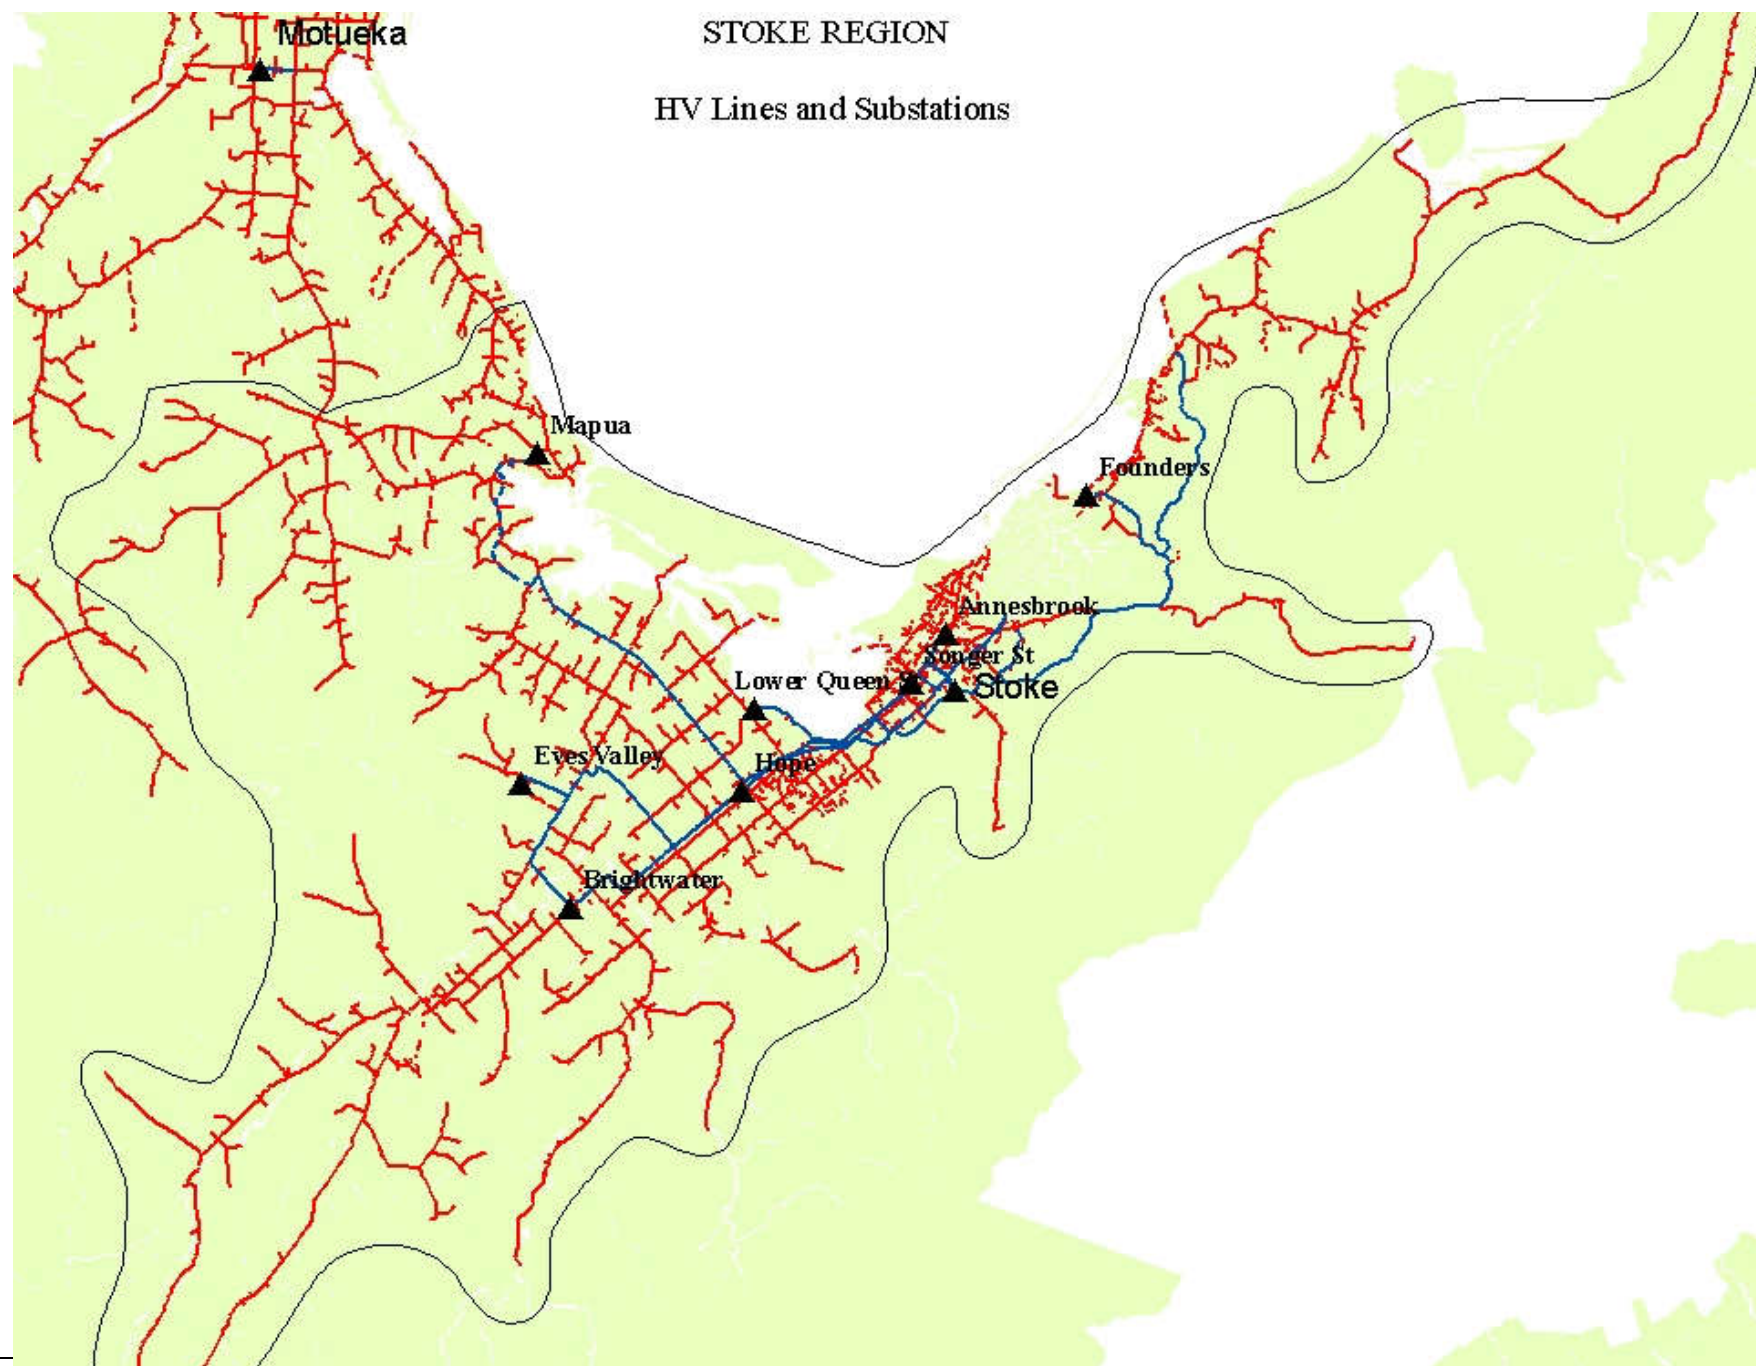 Motueka
STOKE REGION
HV Lines and Substations
Mapua
Founders
Annesbrook
Songer St
Lower Queen
Stoke
Eves Valley
Hope
Brightwater